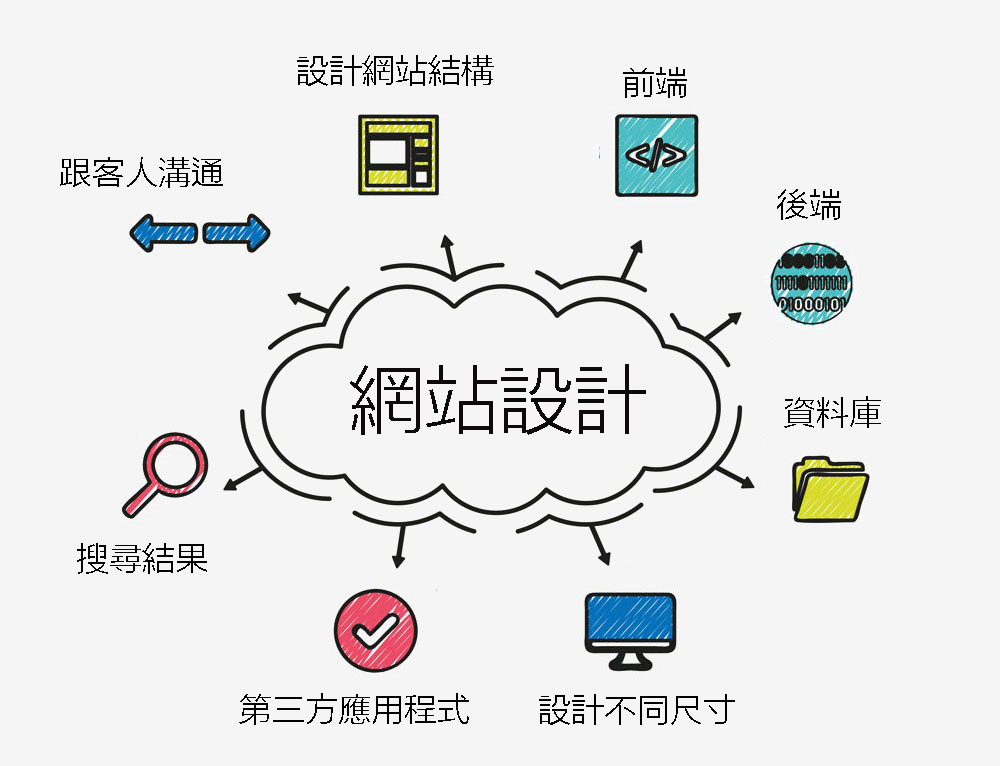 設計網站結構
前端
跟客人溝通
</>
後端
1111101111111
01000101
網站設計
資料庫
搜尋結果
第三方應用程式
設計不同尺寸